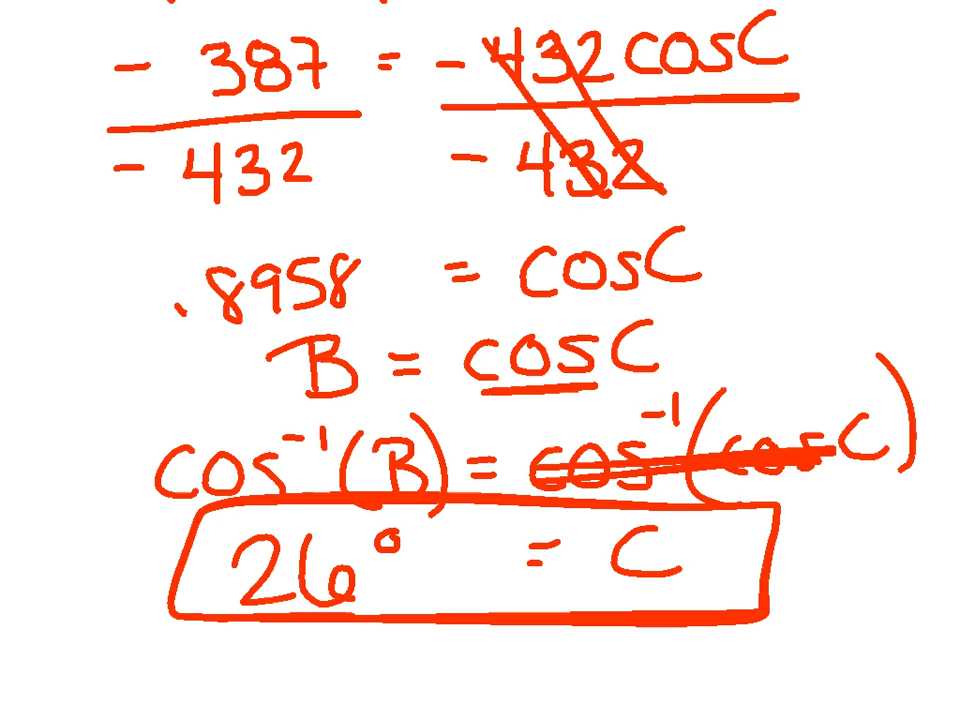 - 387 = - 432 cosC
- 432 - 432
.8958 = cosC
B = cosC
cos⁻¹(B) = cos⁻¹(cosC)
26° = C